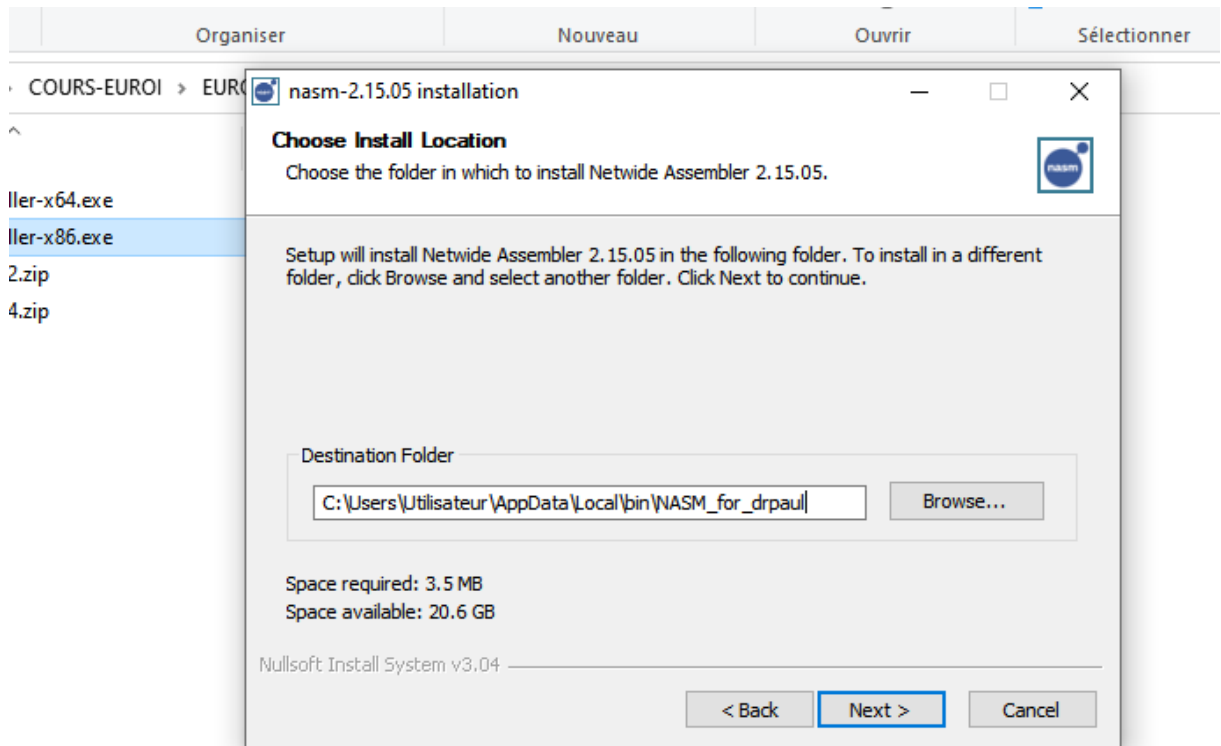 Organiser Nouveau Ouvrir Sélectionner
COURS-EUROI > EURO
nasm-2.15.05 installation
Choose Install Location
Choose the folder in which to install Netwide Assembler 2.15.05.
nasm
ller-x64.exe
ller-x86.exe
2.zip
4.zip
Setup will install Netwide Assembler 2.15.05 in the following folder. To install in a different
folder, click Browse and select another folder. Click Next to continue.
Destination Folder
C:\Users\Utilisateur\AppData\Local\bin\NASM_for_drpaul
Browse...
Space required: 3.5 MB
Space available: 20.6 GB
Nullsoft Install System v3.04
< Back Next > Cancel